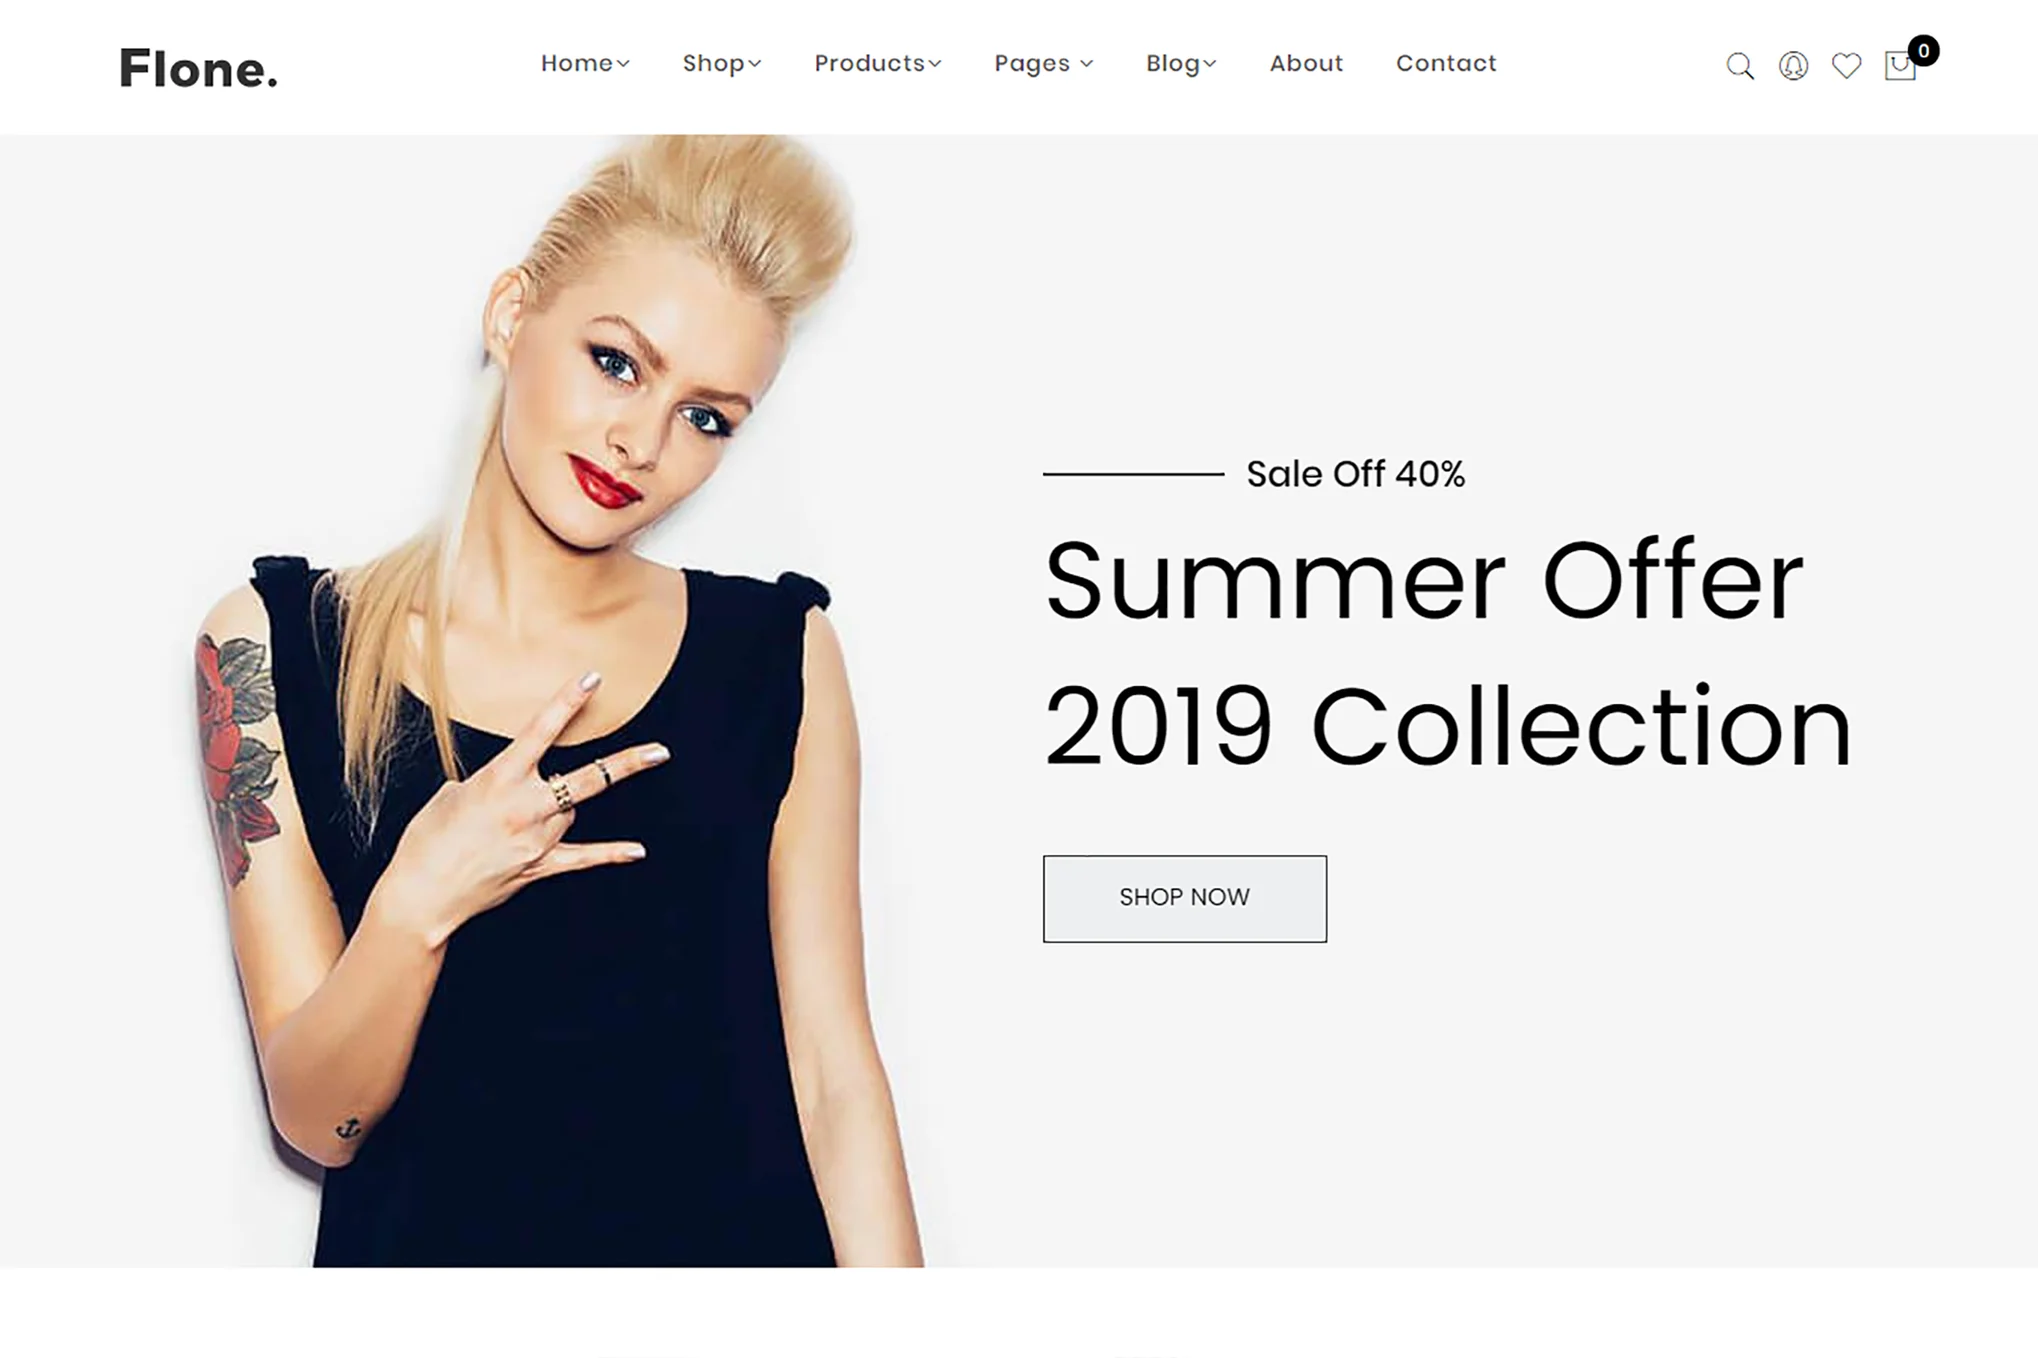 Flone.
Home
Shop
Products
Pages
Blog
About
Contact
0
Sale Off 40%
Summer Offer
2019 Collection
SHOP NOW